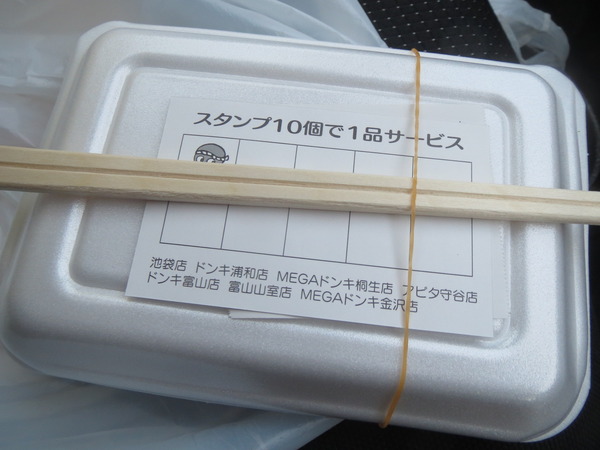 スタンプ10個で1品サービス
池袋店 ドンキ浦和店 MEGAドンキ桐生店 アピタ守谷店
ドンキ富山店 富山山室店 MEGAドンキ金沢店